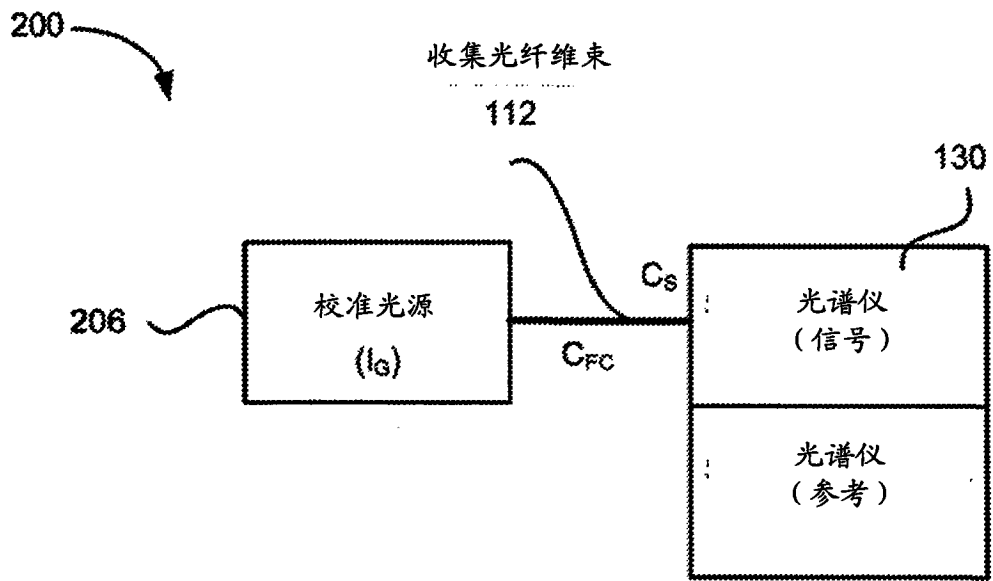 200
收集光纤维束
112
130
206
校准光源
(I_G)
C_S
C_FC
光谱仪
(信号)
光谱仪
(参考)